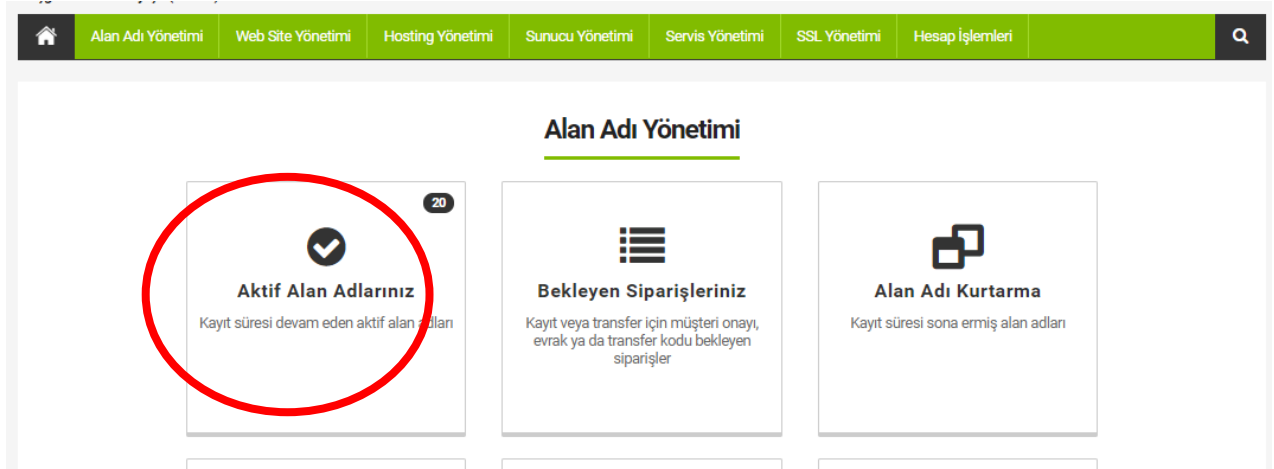 Alan Adı Yönetimi Web Site Yönetimi Hosting Yönetimi Sunucu Yönetimi Servis Yönetimi SSL Yönetimi Hesap İşlemleri
Alan Adı Yönetimi
20
Aktif Alan Adlarınız
Kayıt süresi devam eden aktif alan adları
Bekleyen Siparişleriniz
Kayıt veya transfer için müşteri onayı,
evrak ya da transfer kodu bekleyen
siparişler
Alan Adı Kurtarma
Kayıt süresi sona ermiş alan adları